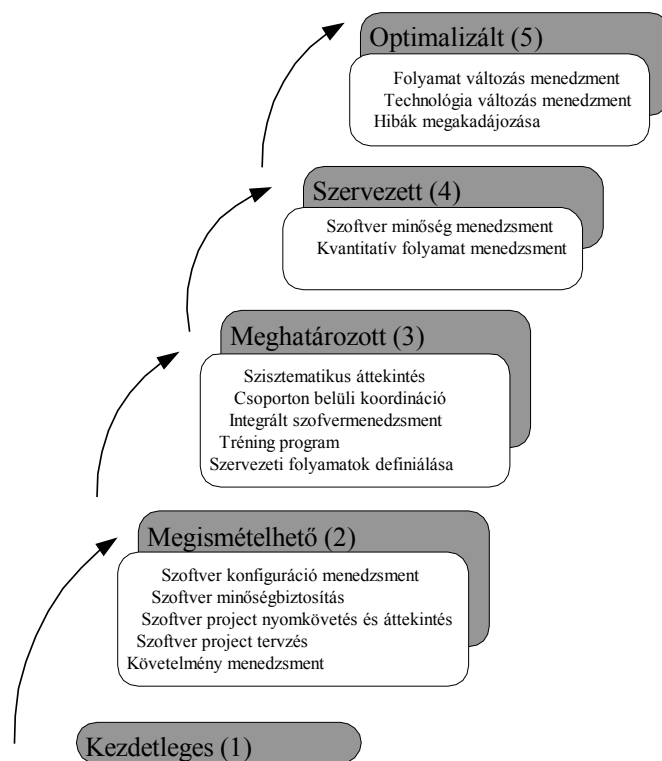 Optimalizált (5)
Folyamat változás menedzment
Technológia változás menedzment
Hibák megakadájozása
Szervezett (4)
Szoftver minőség menedzsment
Kvantitatív folyamat menedzsment
Meghatározott (3)
Szisztematikus áttekintés
Csoporton belüli koordináció
Integrált szofvermenedzsment
Tréning program
Szervezeti folyamatok definiálása
Megismételhető (2)
Szoftver konfiguráció menedzsment
Szoftver minőségbiztosítás
Szoftver project nyomkövetés és áttekintés
Szoftver project tervzés
Követelmény menedzsment
Kezdetleges (1)